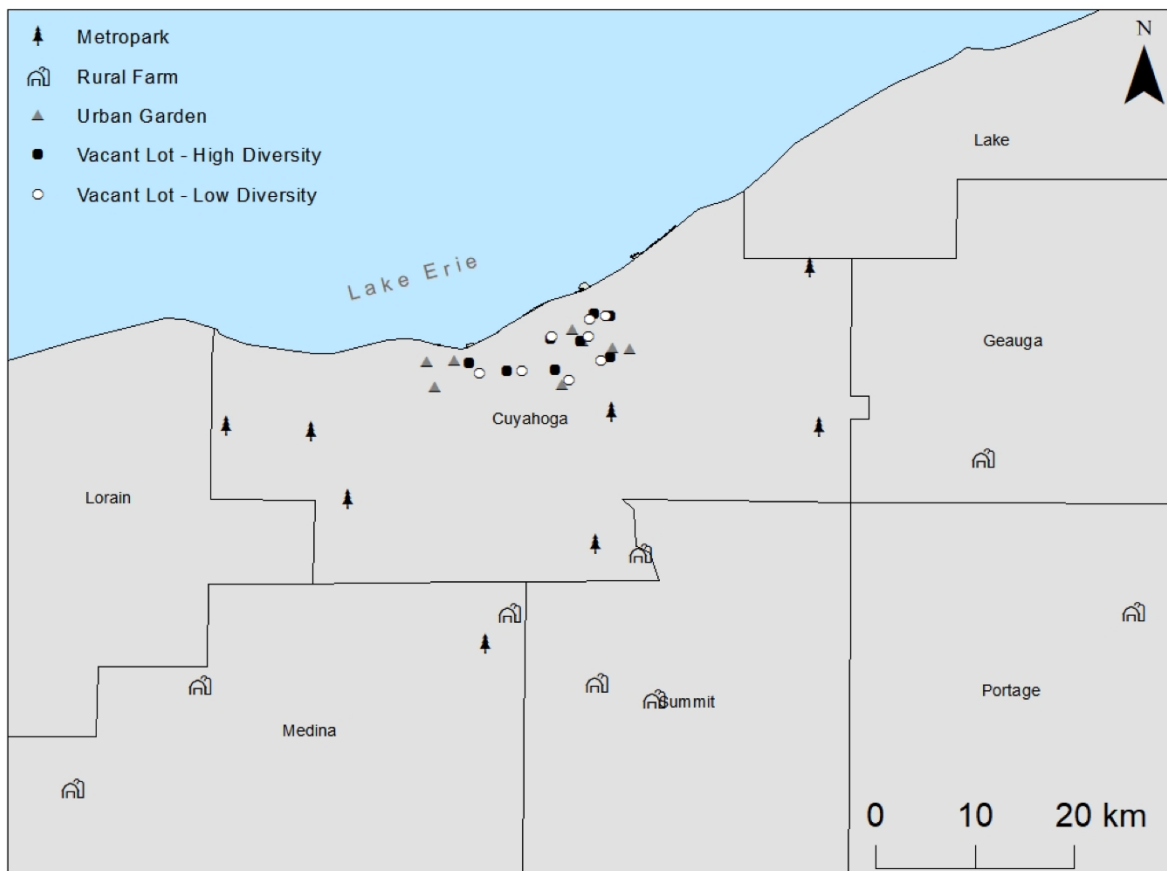 Metropark
Rural Farm
Urban Garden
Vacant Lot - High Diversity
Vacant Lot - Low Diversity
N
Lake
Lake Erie
Geauga
Cuyahoga
Lorain
Portage
Summit
Medina
0 10 20 km